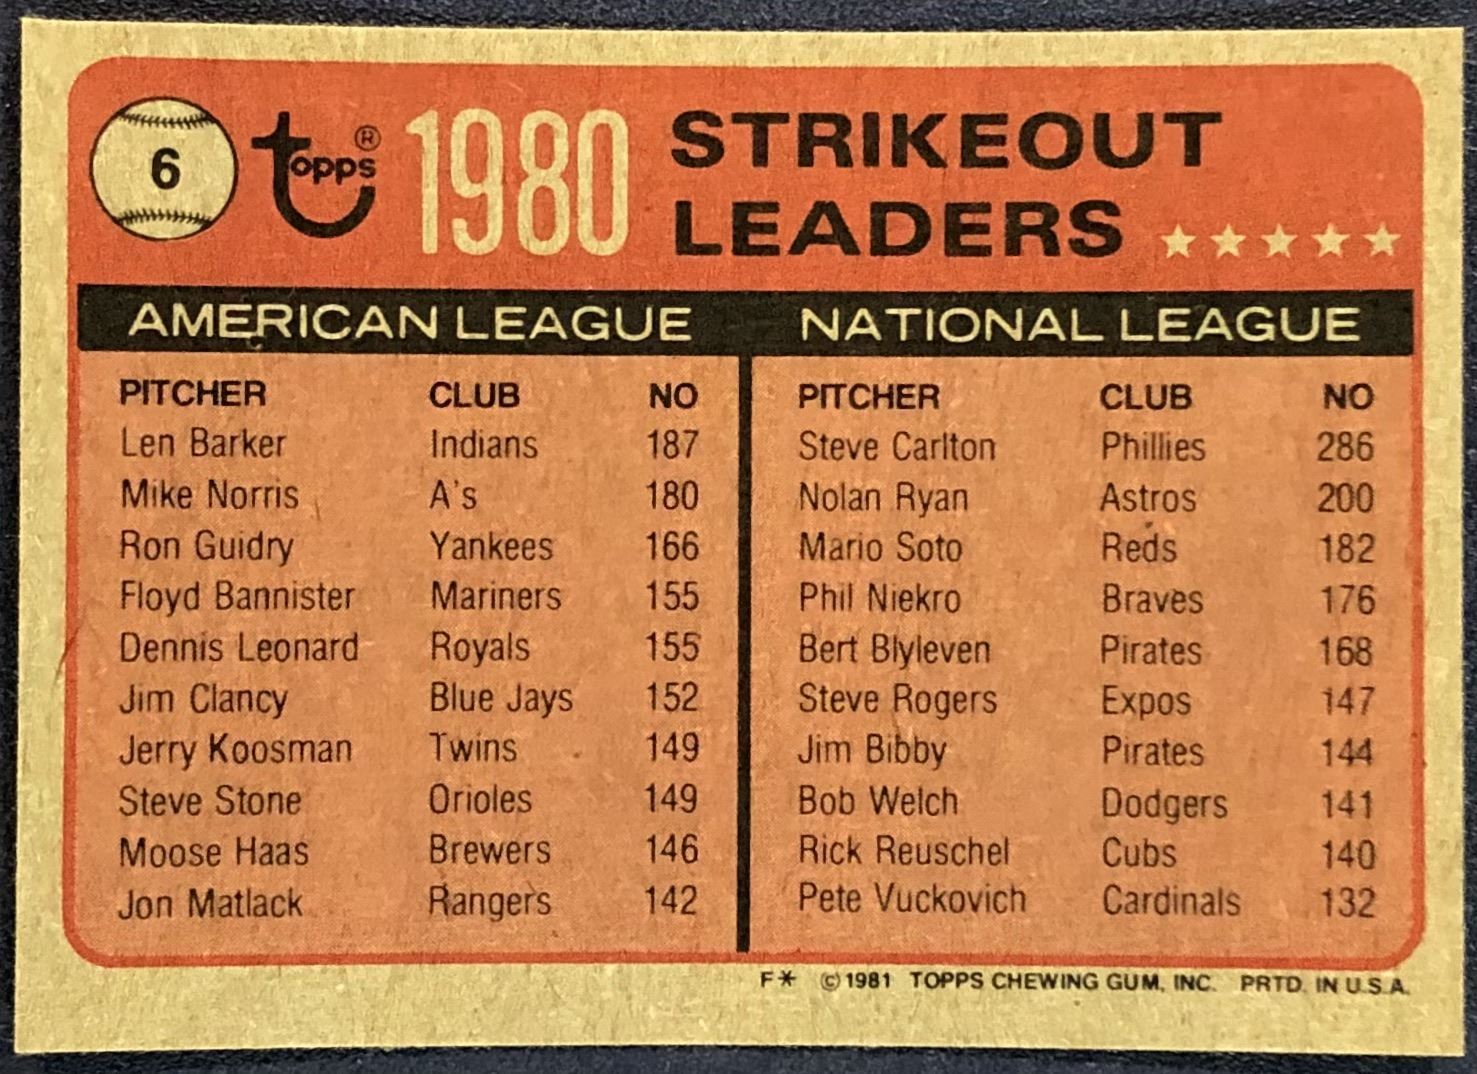 6 Topps® 1980 STRIKEOUT
LEADERS
AMERICAN LEAGUE
PITCHER CLUB NO
Len Barker Indians 187
Mike Norris A's 180
Ron Guidry Yankees 166
Floyd Bannister Mariners 155
Dennis Leonard Royals 155
Jim Clancy Blue Jays 152
Jerry Koosman Twins 149
Steve Stone Orioles 149
Moose Haas Brewers 146
Jon Matlack Rangers 142
NATIONAL LEAGUE
PITCHER CLUB NO
Steve Carlton Phillies 286
Nolan Ryan Astros 200
Mario Soto Reds 182
Phil Niekro Braves 176
Bert Blyleven Pirates 168
Steve Rogers Expos 147
Jim Bibby Pirates 144
Bob Welch Dodgers 141
Rick Reuschel Cubs 140
Pete Vuckovich Cardinals 132
F* ©1981 TOPPS CHEWING GUM, INC. PRTD. IN U.S.A.